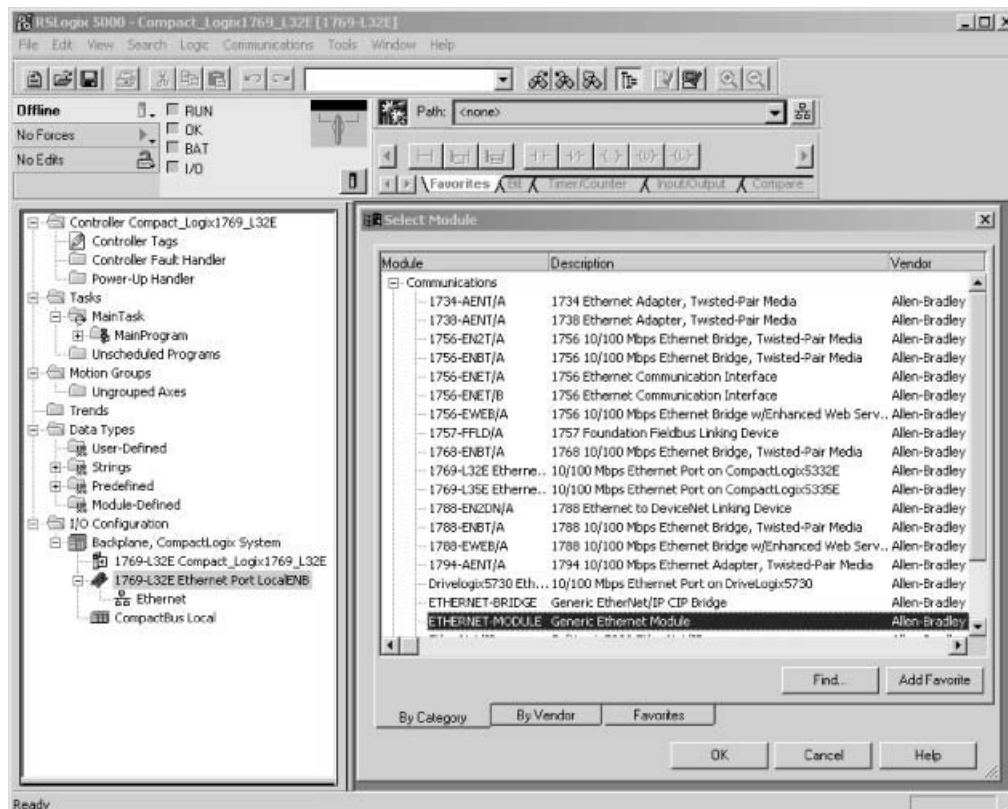 RSLogix 5000 - Compact_Logix1769_L32E [1769-L32E]
File Edit View Search Logic Communications Tools Window Help
Offline
RUN
No Forces
OK
BAT
No Edits
I/O
Path: <none>
Favorites Bit Timer/Counter Input/Output Compare
Controller Compact_Logix1769_L32E
Controller Tags
Controller Fault Handler
Power-Up Handler
Tasks
MainTask
MainProgram
Unscheduled Programs
Motion Groups
Ungrouped Axes
Trends
Data Types
User-Defined
Strings
Predefined
Module-Defined
I/O Configuration
Backplane, CompactLogix System
1769-L32E Compact_Logix1769_L32E
1769-L32E Ethernet Port LocalENB
Ethernet
CompactBus Local
Select Module
Module Description Vendor
Communications
1734-AENT/A 1734 Ethernet Adapter, Twisted-Pair Media Allen-Bradley
1738-AENT/A 1738 Ethernet Adapter, Twisted-Pair Media Allen-Bradley
1756-EN2T/A 1756 10/100 Mbps Ethernet Bridge, Twisted-Pair Media Allen-Bradley
1756-ENBT/A 1756 10/100 Mbps Ethernet Bridge, Twisted-Pair Media Allen-Bradley
1756-ENET/A 1756 Ethernet Communication Interface Allen-Bradley
1756-ENET/B 1756 Ethernet Communication Interface Allen-Bradley
1756-EWEB/A 1756 10/100 Mbps Ethernet Bridge w/Enhanced Web Serv.. Allen-Bradley
1757-FFLD/A 1757 Foundation Fieldbus Linking Device Allen-Bradley
1768-ENBT/A 1768 10/100 Mbps Ethernet Bridge, Twisted-Pair Media Allen-Bradley
1769-L32E Etherne.. 10/100 Mbps Ethernet Port on CompactLogix5332E Allen-Bradley
1769-L35E Etherne.. 10/100 Mbps Ethernet Port on CompactLogix5335E Allen-Bradley
1788-EN2DN/A 1788 Ethernet to DeviceNet Linking Device Allen-Bradley
1788-ENBT/A 1788 10/100 Mbps Ethernet Bridge, Twisted-Pair Media Allen-Bradley
1788-EWEB/A 1788 10/100 Mbps Ethernet Bridge w/Enhanced Web Serv.. Allen-Bradley
1794-AENT/A 1794 10/100 Mbps Ethernet Adapter, Twisted-Pair Media Allen-Bradley
Drivelogix5730 Eth... 10/100 Mbps Ethernet Port on DriveLogix5730 Allen-Bradley
ETHERNET-BRIDGE Generic EtherNet/IP CIP Bridge Allen-Bradley
ETHERNET-MODULE Generic Ethernet Module Allen-Bradley
Find... Add Favorite
By Category By Vendor Favorites
OK Cancel Help
Ready